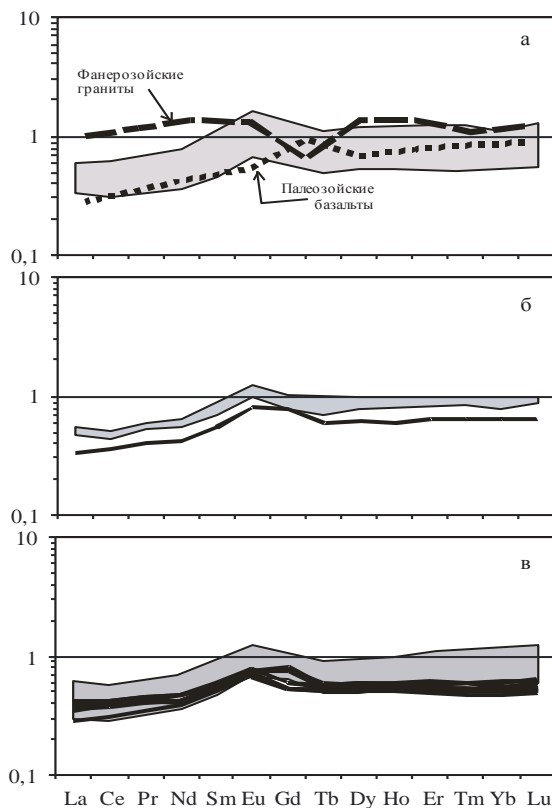 10
а
Фанерозойские
граниты
1
Палеозойские
базальты
0,1
10
б
1
0,1
10
в
1
0,1
La Ce Pr Nd Sm Eu Gd Tb Dy Ho Er Tm Yb Lu